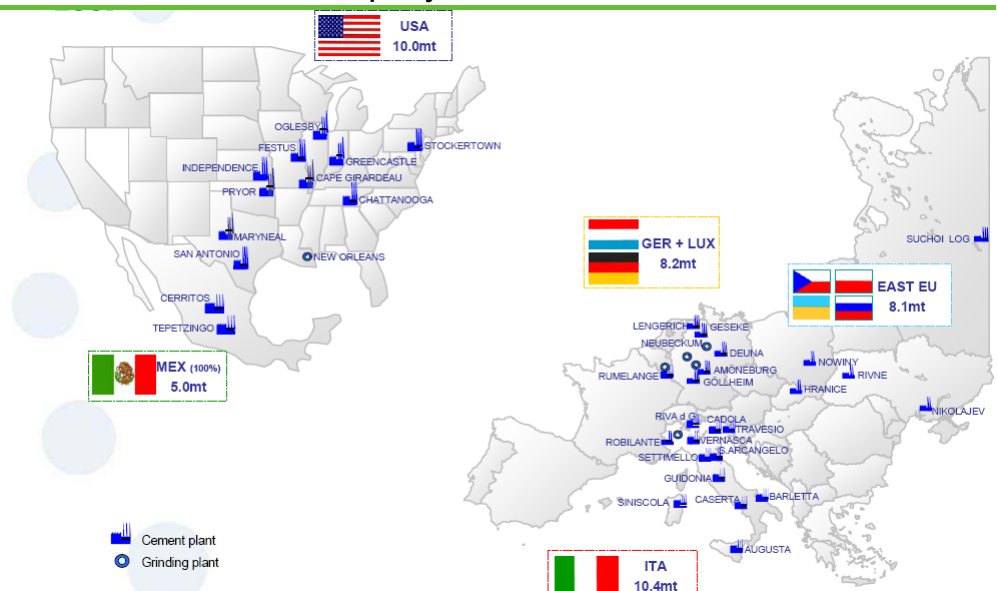 USA
10.0mt
OGLESBY
FESTUS
STOCKERTOWN
GREENCASTLE
INDEPENDENCE
CAPE GIRARDEAU
PRYOR
CHATTANOOGA
MARYNEAL
SAN ANTONIO
NEW ORLEANS
CERRITOS
TEPETZINGO
MEX (100%)
5.0mt
GER + LUX
8.2mt
SUCHOI LOG
EAST EU
8.1mt
LENGERICH
GESEKE
NEUBECKUM
DEUNA
RUMELANGE
AMÖNEBURG
GÖLLHEIM
NOWINY
RIVNE
HRANICE
NIKOLAJEV
RIVA d G
CADOLA
TRAVESIO
ROBILANTE
VERNASCA
SETTIMELLO
S.ARCANGELO
GUIDONIA
SINISCOLA
CASERTA
BARLETTA
AUGUSTA
Cement plant
Grinding plant
ITA
10.4mt